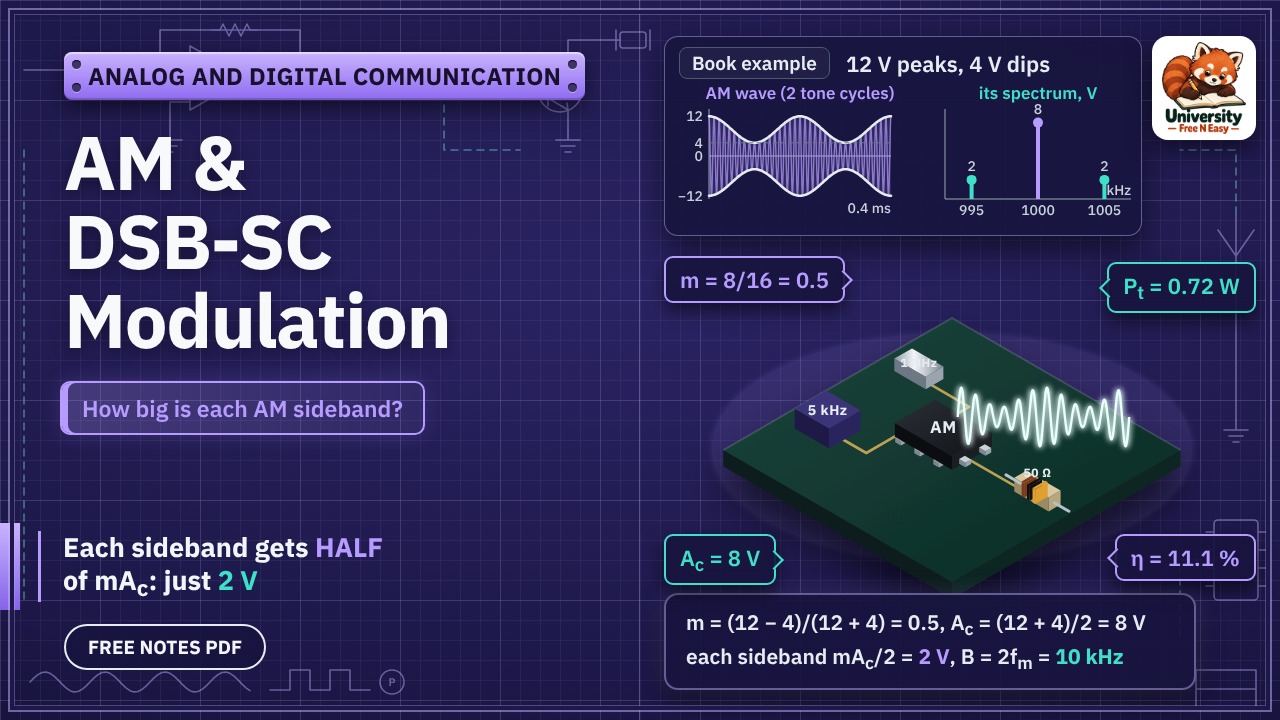 ANALOG AND DIGITAL COMMUNICATION
AM &
DSB-SC
Modulation
How big is each AM sideband?
Each sideband gets HALF
of mAc: just 2 V
FREE NOTES PDF
P
Book example
12 V peaks, 4 V dips
AM wave (2 tone cycles)
12
4
0
−12
0.4 ms
its spectrum, V
8
2
2
kHz
995
1000
1005
University
Free N Easy
m = 8/16 = 0.5
Pt = 0.72 W
5 kHz
AM
50 Ω
Ac = 8 V
η = 11.1 %
m = (12 − 4)/(12 + 4) = 0.5, Ac = (12 + 4)/2 = 8 V
each sideband mAc/2 = 2 V, B = 2fm = 10 kHz